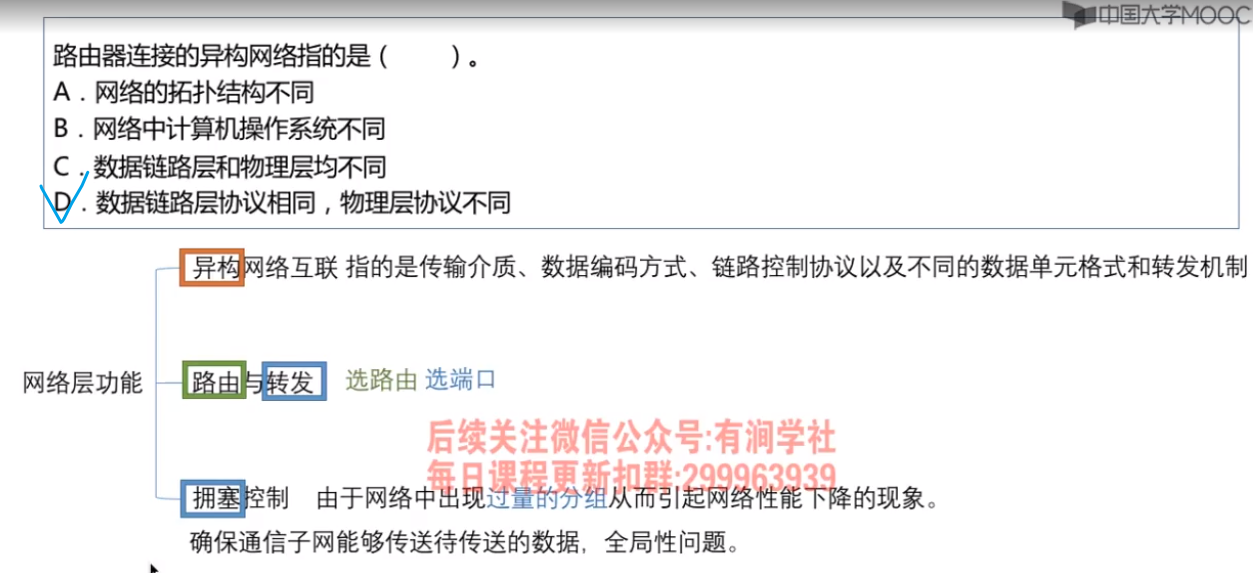 中国大学MOOC
路由器连接的异构网络指的是（ ）。
A．网络的拓扑结构不同
B．网络中计算机操作系统不同
C．数据链路层和物理层均不同
D．数据链路层协议相同，物理层协议不同
异构网络互联 指的是传输介质、数据编码方式、链路控制协议以及不同的数据单元格式和转发机制
网络层功能
路由与转发 选路由 选端口
后续关注微信公众号:有涧学社
每日课程更新扣群:299963939
拥塞控制 由于网络中出现过量的分组从而引起网络性能下降的现象。
确保通信子网能够传送待传送的数据，全局性问题。